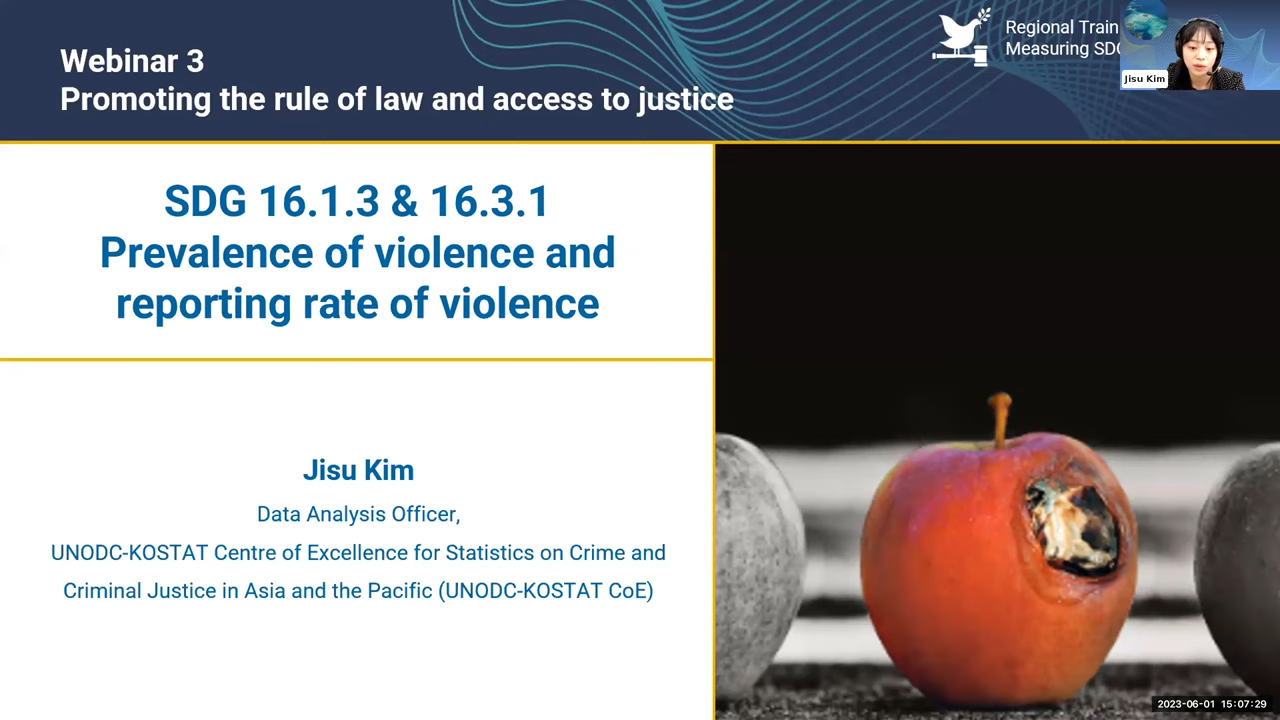 Webinar 3
Promoting the rule of law and access to justice
Regional Train
Measuring SD
Jisu Kim
SDG 16.1.3 & 16.3.1
Prevalence of violence and
reporting rate of violence
Jisu Kim
Data Analysis Officer,
UNODC-KOSTAT Centre of Excellence for Statistics on Crime and
Criminal Justice in Asia and the Pacific (UNODC-KOSTAT CoE)
2023-06-01 15:07:29